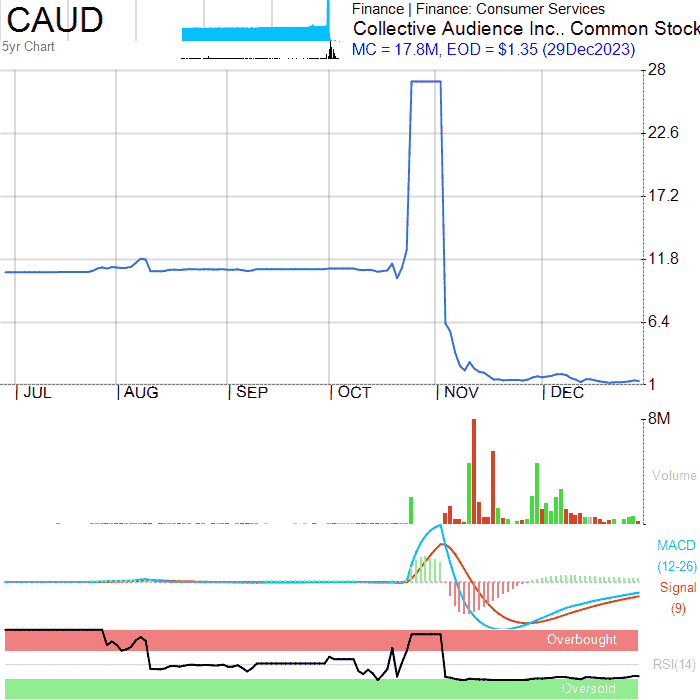 CAUD
5yr Chart
Finance | Finance: Consumer Services
Collective Audience Inc.. Common Stock
MC = 17.8M, EOD = $1.35 (29Dec2023)
28
22.6
17.2
11.8
6.4
1
JUL AUG SEP OCT NOV DEC
8M
Volume
MACD
(12-26)
Signal
(9)
Overbought
RSI(14)
Oversold